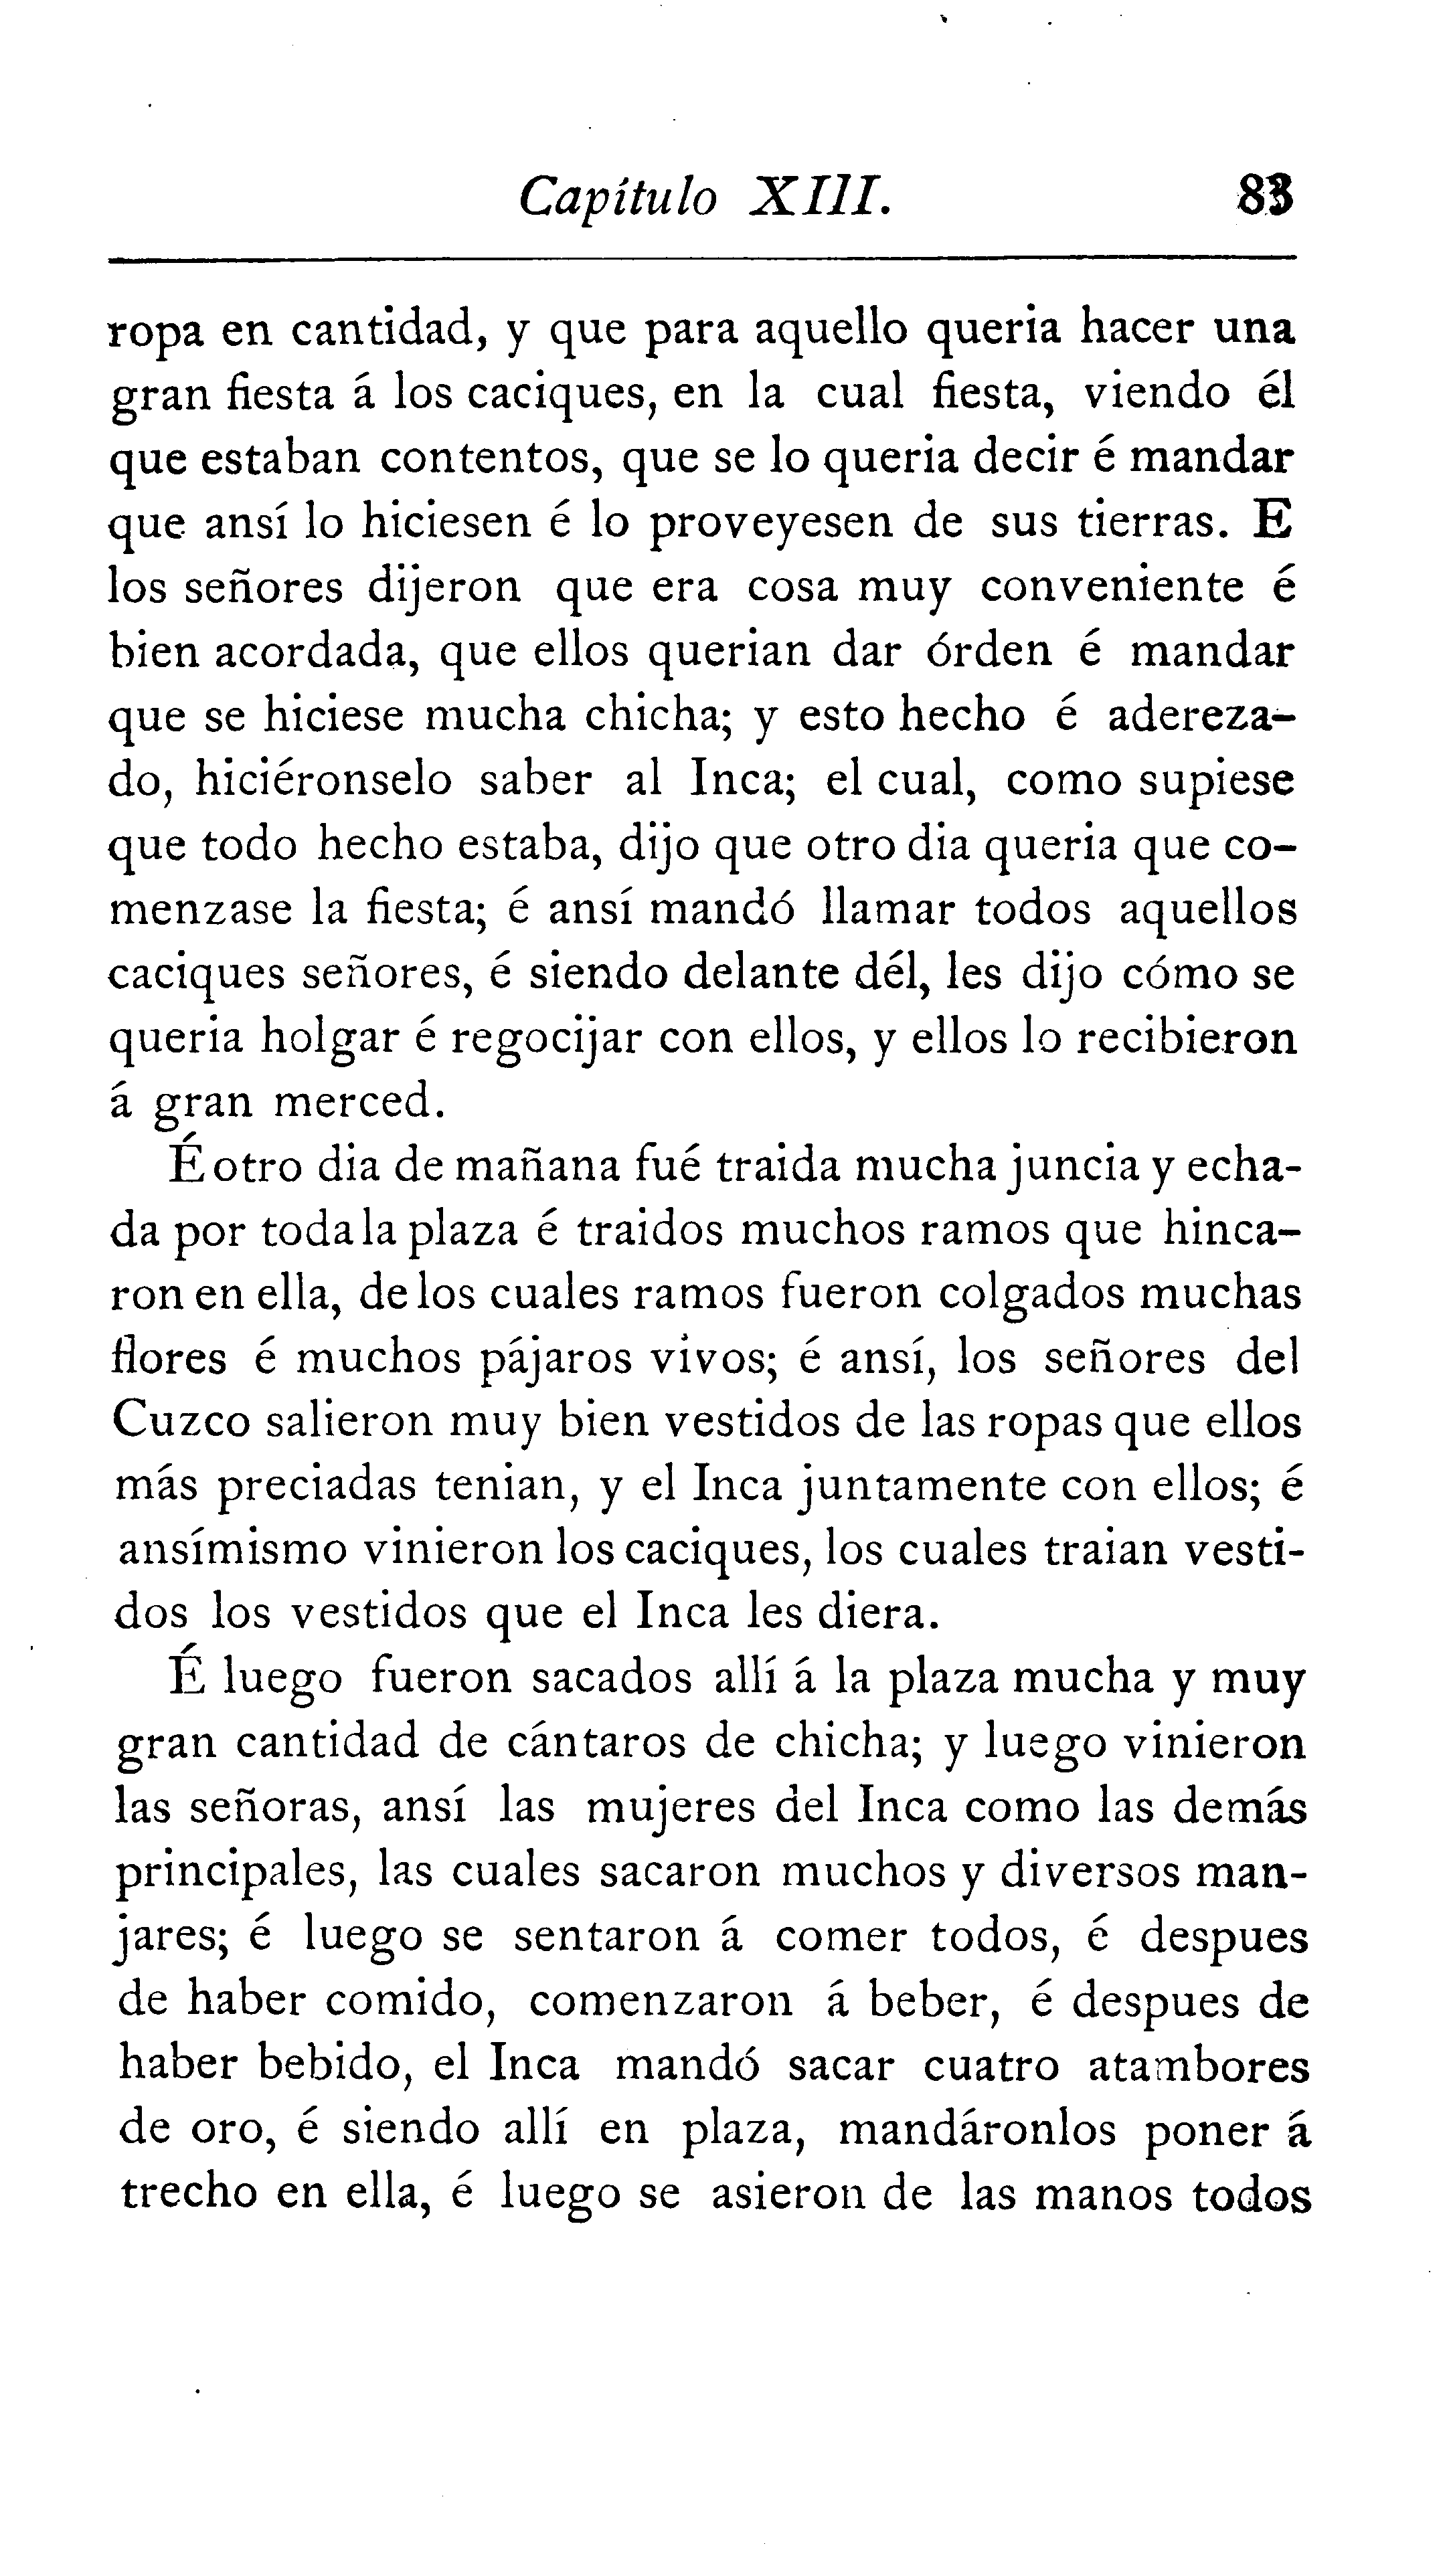 Capítulo XIII. 83
ropa en cantidad, y que para aquello queria hacer una
gran fiesta á los caciques, en la cual fiesta, viendo él
que estaban contentos, que se lo queria decir é mandar
que ansí lo hiciesen é lo proveyesen de sus tierras. E
los señores dijeron que era cosa muy conveniente é
bien acordada, que ellos querian dar órden é mandar
que se hiciese mucha chicha; y esto hecho é adereza-
do, hiciéronselo saber al Inca; el cual, como supiese
que todo hecho estaba, dijo que otro dia queria que co-
menzase la fiesta; é ansí mandó llamar todos aquellos
caciques señores, é siendo delante dél, les dijo cómo se
queria holgar é regocijar con ellos, y ellos lo recibieron
á gran merced.
É otro dia de mañana fué traida mucha juncia y echa-
da por toda la plaza é traidos muchos ramos que hinca-
ron en ella, de los cuales ramos fueron colgados muchas
flores é muchos pájaros vivos; é ansí, los señores del
Cuzco salieron muy bien vestidos de las ropas que ellos
más preciadas tenian, y el Inca juntamente con ellos; é
ansímismo vinieron los caciques, los cuales traian vesti-
dos los vestidos que el Inca les diera.
É luego fueron sacados allí á la plaza mucha y muy
gran cantidad de cántaros de chicha; y luego vinieron
las señoras, ansí las mujeres del Inca como las demás
principales, las cuales sacaron muchos y diversos man-
jares; é luego se sentaron á comer todos, é despues
de haber comido, comenzaron á beber, é despues de
haber bebido, el Inca mandó sacar cuatro atambores
de oro, é siendo allí en plaza, mandáronlos poner á
trecho en ella, é luego se asieron de las manos todos